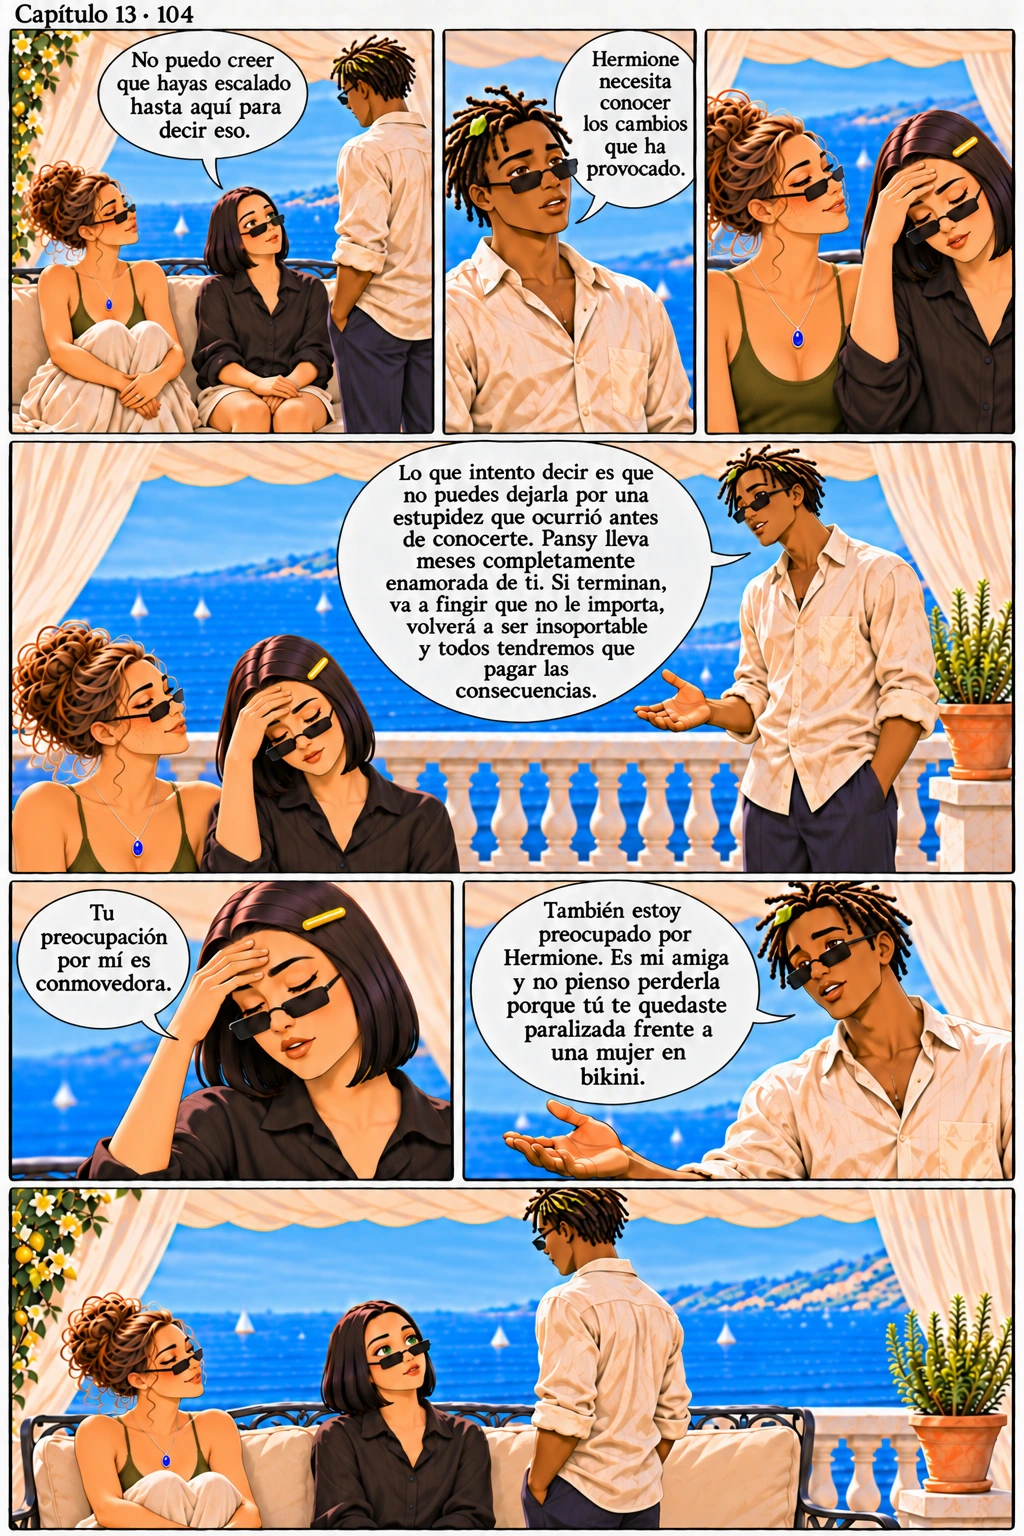 Capítulo 13 · 104
No puedo creer
que hayas escalado
hasta aquí para
decir eso.
Hermione
necesita
conocer
los cambios
que ha
provocado.
Lo que intento decir es que
no puedes dejarla por una
estupidez que ocurrió antes
de conocerte. Pansy lleva
meses completamente
enamorada de ti. Si terminan,
va a fingir que no le importa,
volverá a ser insoportable
y todos tendremos que
pagar las
consecuencias.
Tu
preocupación
por mí es
conmovedora.
También estoy
preocupado por
Hermione. Es mi amiga
y no pienso perderla
porque tú te quedaste
paralizada frente a
una mujer en
bikini.